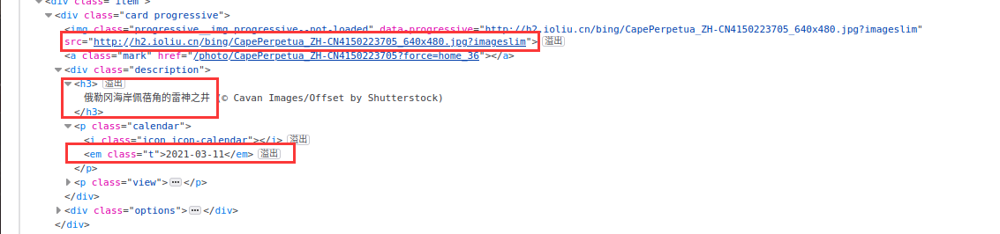 <div class="item">
<div class="card progressive">
<img class="progressive__img progressive--not-loaded" data-progressive="http://h2.ioliu.cn/bing/CapePerpetua_ZH-CN4150223705_640x480.jpg?imageslim"
src="http://h2.ioliu.cn/bing/CapePerpetua_ZH-CN4150223705_640x480.jpg?imageslim"> 溢出
<a class="mark" href="/photo/CapePerpetua_ZH-CN4150223705?force=home_36"></a>
<div class="description">
<h3> 溢出
俄勒冈海岸佩蓓角的雷神之井 (© Cavan Images/Offset by Shutterstock)
</h3>
<p class="calendar">
<i class="icon icon-calendar"></i> 溢出
<em class="t">2021-03-11</em> 溢出
</p>
<p class="view"> ••• </p>
</div>
<div class="options"> ••• </div>
</div>